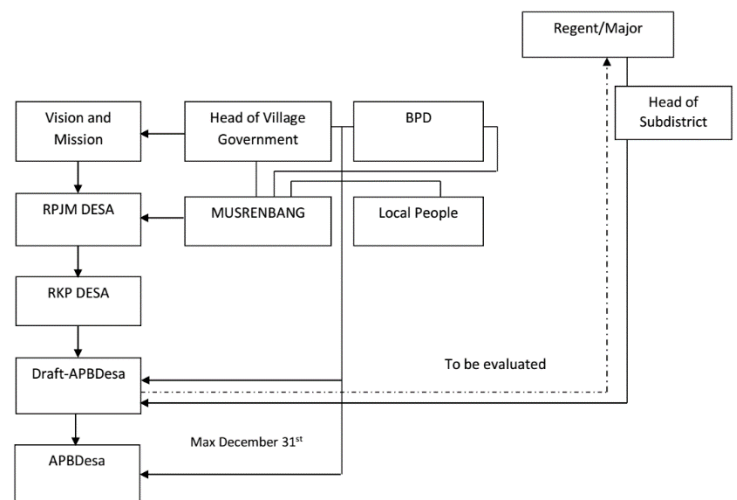 Regent/Major
Head of
Subdistrict
Vision and
Mission
Head of Village
Government
BPD
RPJM DESA
MUSRENBANG
Local People
RKP DESA
Draft-APBDesa
To be evaluated
Max December 31st
APBDesa